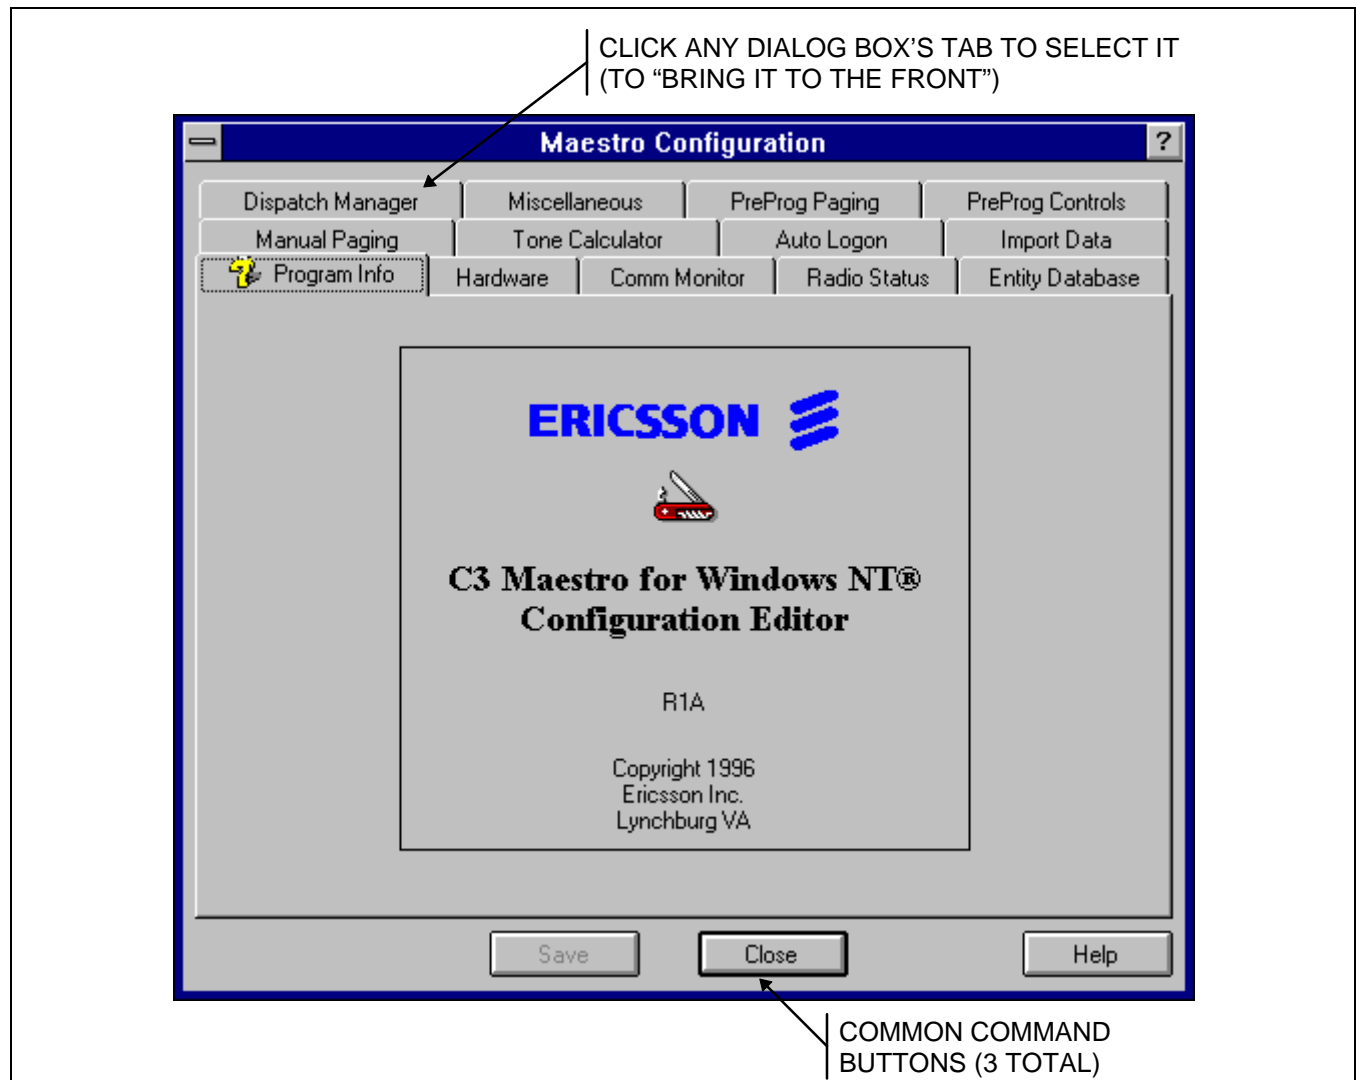 CLICK ANY DIALOG BOX’S TAB TO SELECT IT
(TO “BRING IT TO THE FRONT”)
Maestro Configuration ?
Dispatch Manager Miscellaneous PreProg Paging PreProg Controls
Manual Paging Tone Calculator Auto Logon Import Data
Program Info Hardware Comm Monitor Radio Status Entity Database
ERICSSON
C3 Maestro for Windows NT®
Configuration Editor
R1A
Copyright 1996
Ericsson Inc.
Lynchburg VA
Save Close Help
COMMON COMMAND
BUTTONS (3 TOTAL)